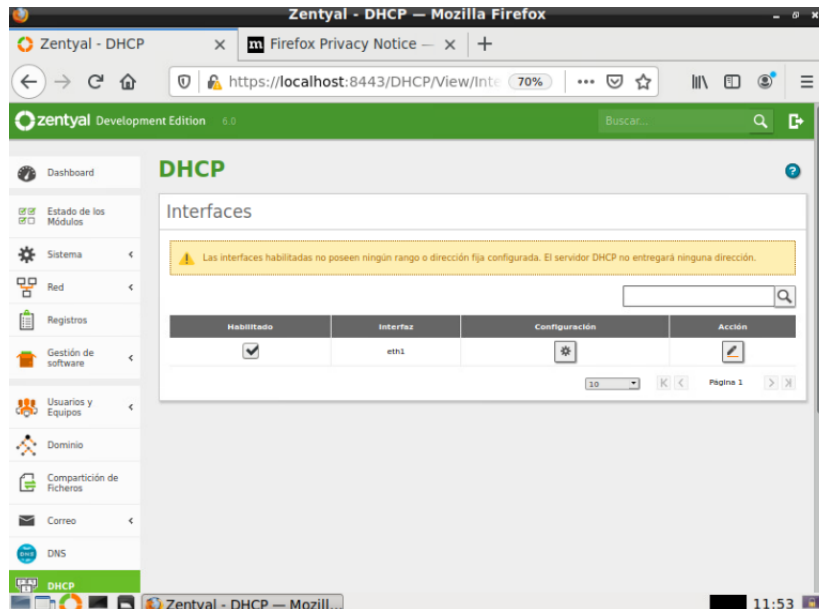 Zentyal - DHCP — Mozilla Firefox
Zentyal - DHCP
m Firefox Privacy Notice —
https://localhost:8443/DHCP/View/Inte 70%
zentyal Development Edition 6.0
Buscar...
Dashboard
Estado de los
Módulos
Sistema
Red
Registros
Gestión de
software
Usuarios y
Equipos
Dominio
Compartición de
Ficheros
Correo
DNS
DHCP
DHCP
Interfaces
Las interfaces habilitadas no poseen ningún rango o dirección fija configurada. El servidor DHCP no entregará ninguna dirección.
Habilitado Interfaz Configuración Acción
eth1
10 Página 1
Zentyal - DHCP — Mozill...
11:53